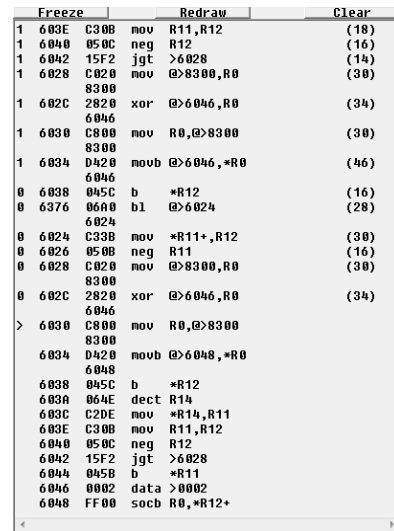 Freeze Redraw Clear
1 603E C30B mov R11,R12 (18)
1 6040 050C neg R12 (16)
1 6042 15F2 jgt >6028 (14)
1 6028 C020 mov @>8300,R0 (30)
8300
1 602C 2820 xor @>6046,R0 (34)
6046
1 6030 C800 mov R0,@>8300 (30)
8300
1 6034 D420 movb @>6046,*R0 (46)
6046
0 6038 045C b *R12 (16)
0 6376 06A0 bl @>6024 (28)
6024
0 6024 C33B mov *R11+,R12 (30)
0 6026 050B neg R11 (16)
0 6028 C020 mov @>8300,R0 (30)
8300
0 602C 2820 xor @>6046,R0 (34)
6046
> 6030 C800 mov R0,@>8300
8300
6034 D420 movb @>6048,*R0
6048
6038 045C b *R12
603A 064E dect R14
603C C2DE mov *R14,R11
603E C30B mov R11,R12
6040 050C neg R12
6042 15F2 jgt >6028
6044 045B b *R11
6046 0002 data >0002
6048 FF00 socb R0,*R12+